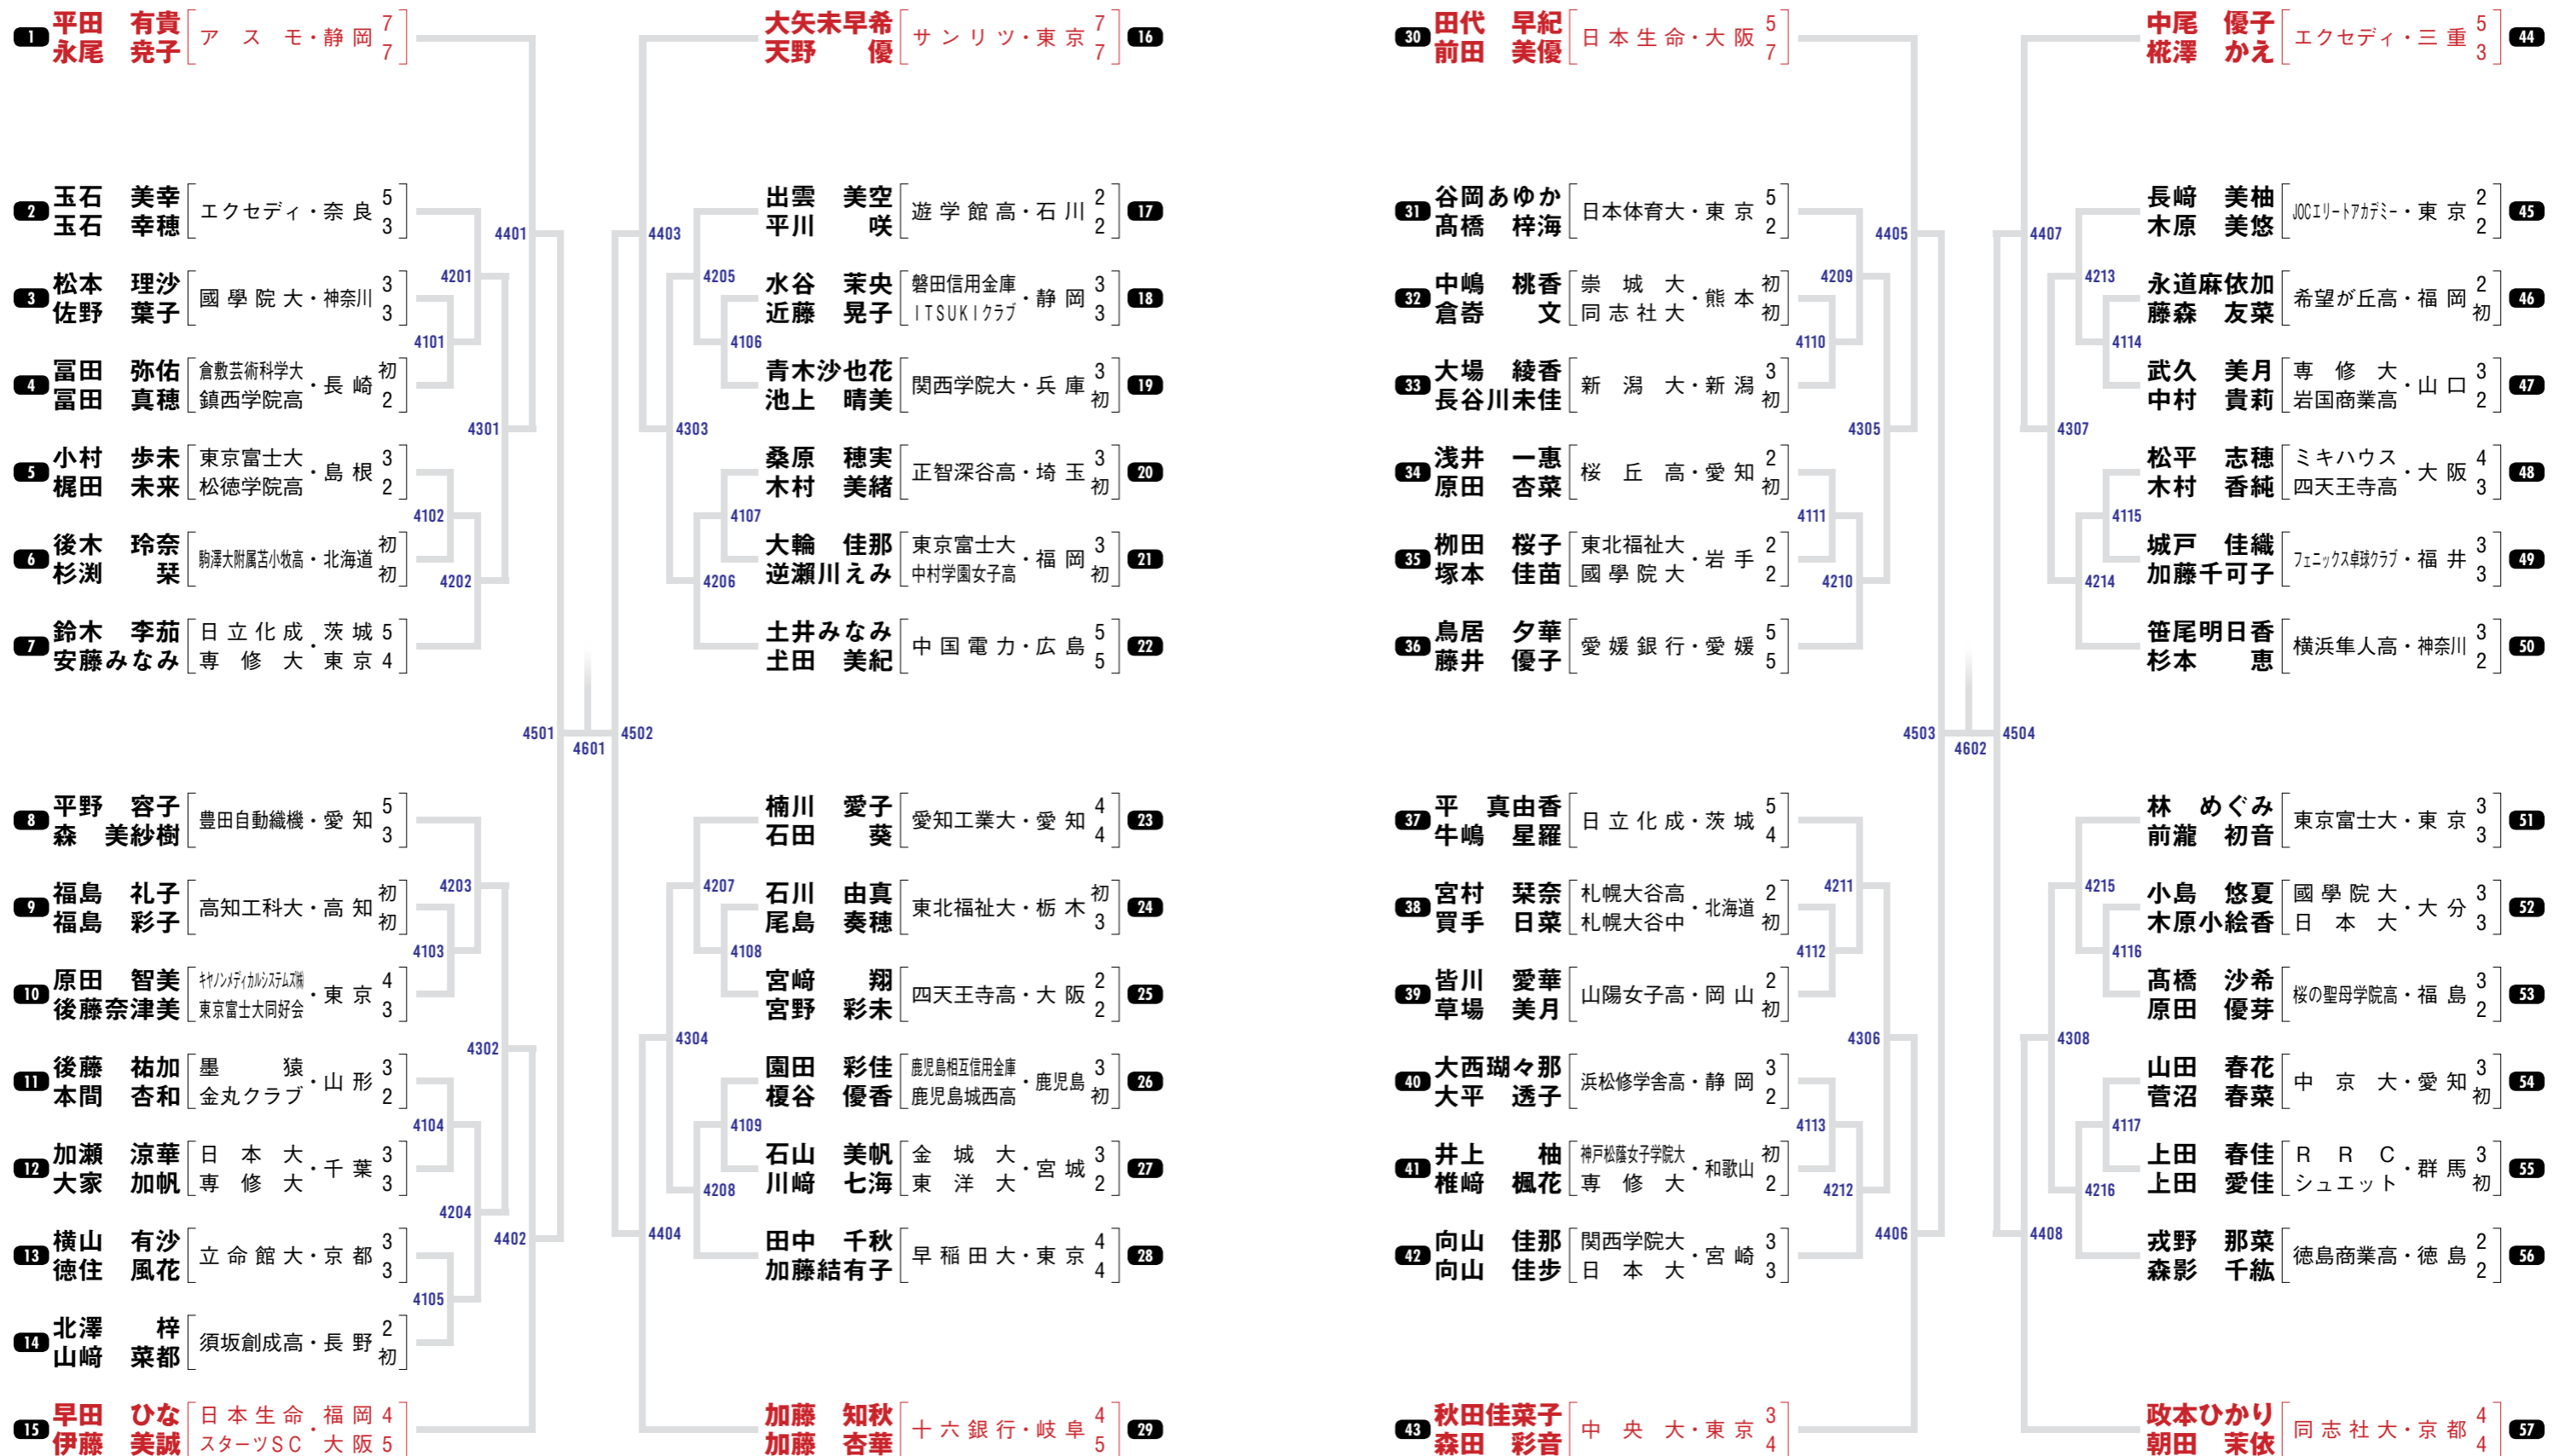 1 平田 有貴 永尾 尭子 アスモ・静岡 7 7
4401
2 玉石 美幸 玉石 幸穂 エクセディ・奈良 5 3
4201
3 松本 理沙 佐野 葉子 國學院大・神奈川 3 3
4101
4 冨田 弥佑 冨田 真穂 倉敷芸術科学大 鎮西学院高・長崎 初 2
4301
5 小村 歩未 梶田 未来 東京富士大 松徳学院高・島根 3 2
4102
6 後木 玲奈 杉渕 栞 駒澤大附属苫小牧高・北海道 初 初
4202
7 鈴木 李茄 安藤みなみ 日立化成・茨城 専修大・東京 5 4
4501
4601
4502
8 平野 容子 森 美紗樹 豊田自動織機・愛知 5 3
4203
9 福島 礼子 福島 彩子 高知工科大・高知 初 初
4103
10 原田 智美 後藤奈津美 キヤノンメディカルシステムズ㈱ 東京富士大同好会・東京 4 3
4302
11 後藤 祐加 本間 杏和 墨猿 金丸クラブ・山形 3 2
4104
12 加瀬 涼華 大家 加帆 日本大 専修大・千葉 3 3
4204
4402
13 横山 有沙 徳住 風花 立命館大・京都 3 3
4105
14 北澤 梓 山﨑 菜都 須坂創成高・長野 2 初
15 早田 ひな 伊藤 美誠 日本生命・福岡 スターツSC 大阪 4 5
大矢未早希 天野 優 サンリツ・東京 7 7 16
4403
出雲 美空 平川 咲 遊学館高・石川 2 2 17
4205
水谷 茉央 近藤 晃子 磐田信用金庫 ITSUKIクラブ・静岡 3 3 18
4106
青木沙也花 池上 晴美 関西学院大・兵庫 3 初 19
4303
桑原 穂実 木村 美緒 正智深谷高・埼玉 3 初 20
4107
大輪 佳那 逆瀬川えみ 東京富士大 中村学園女子高・福岡 3 初 21
4206
土井みなみ 土田 美紀 中国電力・広島 5 5 22
楠川 愛子 石田 葵 愛知工業大・愛知 4 4 23
4207
石川 由真 尾島 奏穂 東北福祉大・栃木 初 3 24
4108
宮﨑 翔 宮野 彩未 四天王寺高・大阪 2 2 25
4304
園田 彩佳 榎谷 優香 鹿児島相互信用金庫 鹿児島城西高・鹿児島 3 初 26
4109
石山 美帆 川﨑 七海 金城大 東洋大・宮城 3 2 27
4208
4404
田中 千秋 加藤結有子 早稲田大・東京 4 4 28
加藤 知秋 加藤 杏華 十六銀行・岐阜 4 5 29
30 田代 早紀 前田 美優 日本生命・大阪 5 7
4405
31 谷岡あゆか 髙橋 梓海 日本体育大・東京 5 2
4209
32 中嶋 桃香 倉嵜 文 崇城大 同志社大・熊本 初 初
4110
33 大場 綾香 長谷川未佳 新潟大・新潟 3 初
4305
34 浅井 一恵 原田 杏菜 桜丘高・愛知 2 初
4111
35 栁田 桜子 塚本 佳苗 東北福祉大 國學院大・岩手 2 2
4210
36 鳥居 夕華 藤井 優子 愛媛銀行・愛媛 5 5
4503
4602
4504
37 平 真由香 牛嶋 星羅 日立化成・茨城 5 4
4211
38 宮村 栞奈 買手 日菜 札幌大谷高 札幌大谷中・北海道 2 初
4112
39 皆川 愛華 草場 美月 山陽女子高・岡山 2 初
4306
40 大西瑚々那 大平 透子 浜松修学舎高・静岡 3 2
4113
41 井上 柚 椎﨑 楓花 神戸松蔭女子学院大 専修大・和歌山 初 2
4212
4406
42 向山 佳那 向山 佳歩 関西学院大 日本大・宮崎 3 3
43 秋田佳菜子 森田 彩音 中央大・東京 3 4
中尾 優子 椛澤 かえ エクセディ・三重 5 3 44
4407
長﨑 美柚 木原 美悠 JOCエリートアカデミー・東京 2 2 45
4213
永道麻依加 藤森 友菜 希望が丘高・福岡 2 初 46
4114
武久 美月 中村 貴莉 専修大 岩国商業高・山口 3 2 47
4307
松平 志穂 木村 香純 ミキハウス 四天王寺高・大阪 4 3 48
4115
城戸 佳織 加藤千可子 フェニックス卓球クラブ・福井 3 3 49
4214
笹尾明日香 杉本 恵 横浜隼人高・神奈川 3 2 50
林 めぐみ 前瀧 初音 東京富士大・東京 3 3 51
4215
小島 悠夏 木原小絵香 國學院大 日本大・大分 3 3 52
4116
髙橋 沙希 原田 優芽 桜の聖母学院高・福島 3 2 53
4308
山田 春花 菅沼 春菜 中京大・愛知 3 初 54
4117
上田 春佳 上田 愛佳 RRC シュエット・群馬 3 初 55
4216
4408
戎野 那菜 森影 千紘 徳島商業高・徳島 2 2 56
政本ひかり 朝田 茉依 同志社大・京都 4 4 57